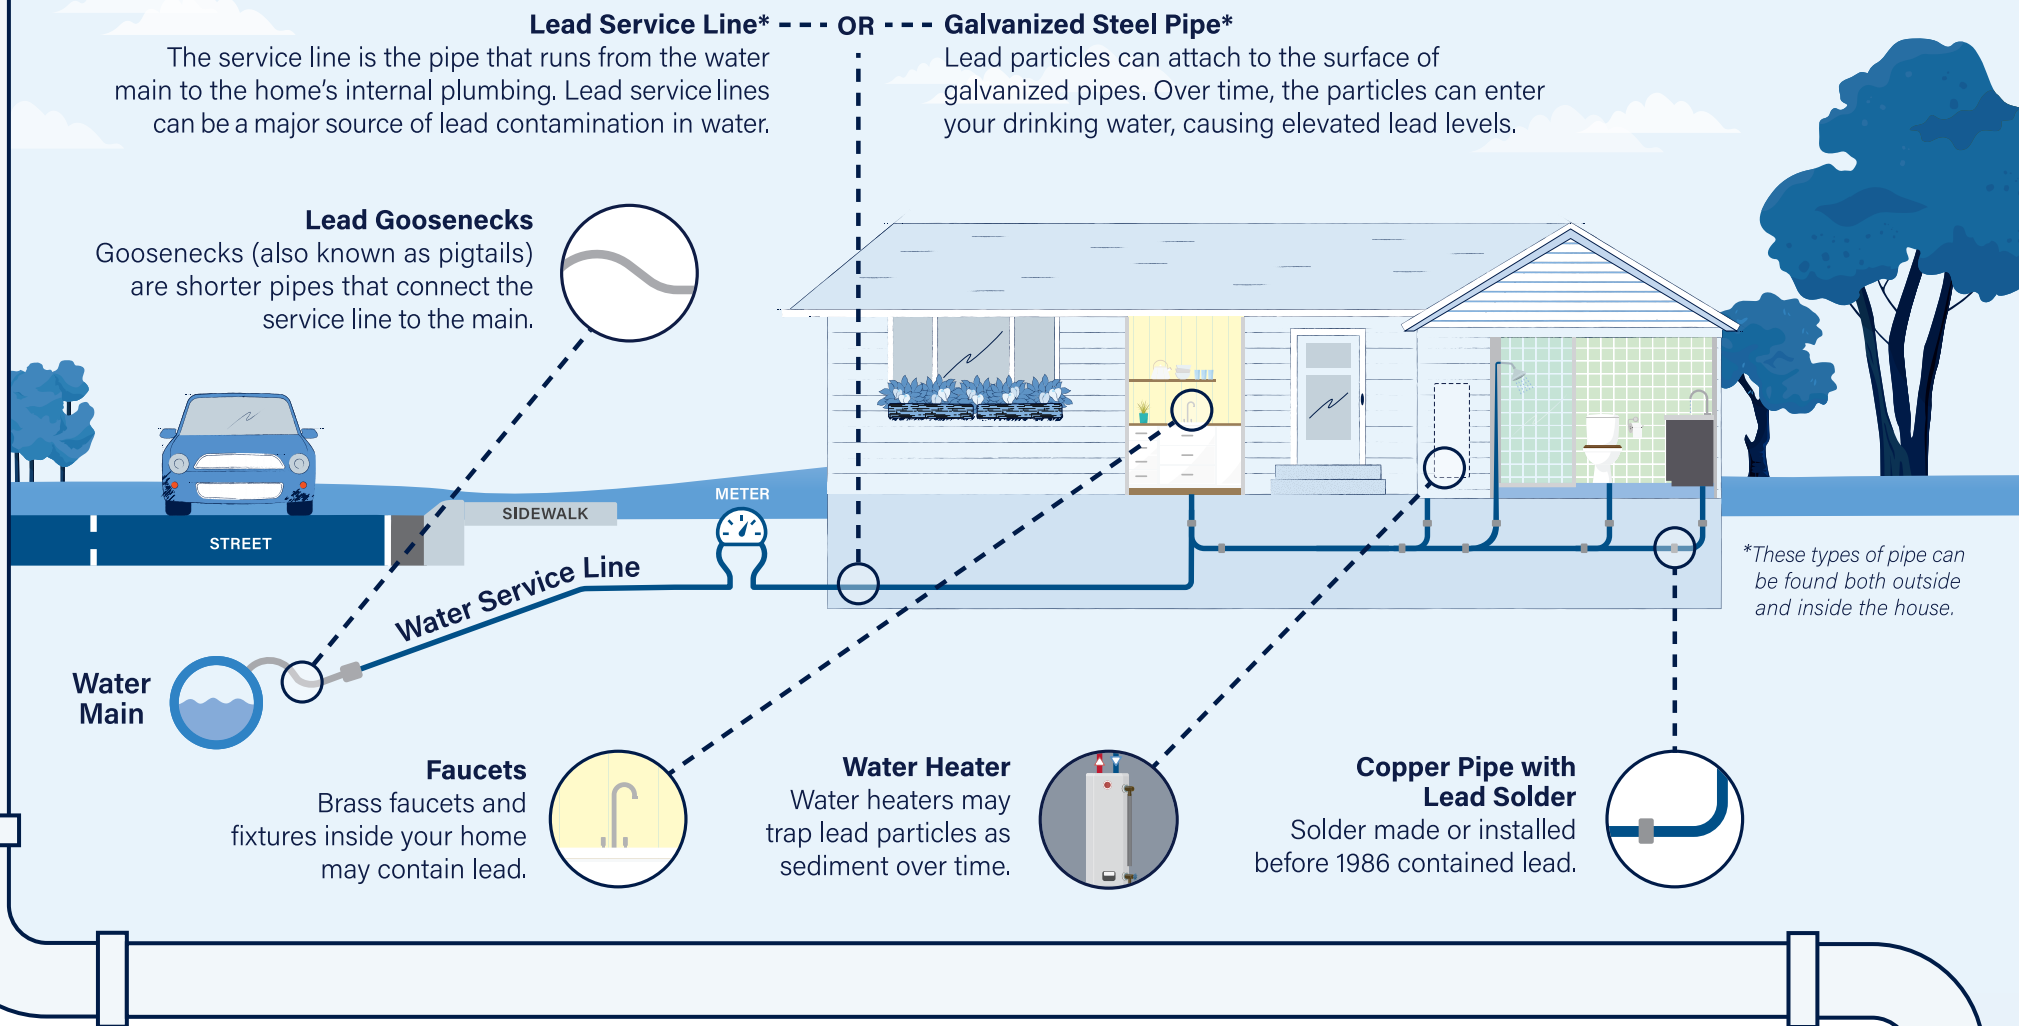 Lead Service Line*
The service line is the pipe that runs from the water
main to the home's internal plumbing. Lead service lines
can be a major source of lead contamination in water.
OR
Galvanized Steel Pipe*
Lead particles can attach to the surface of
galvanized pipes. Over time, the particles can enter
your drinking water, causing elevated lead levels.
Lead Goosenecks
Goosenecks (also known as pigtails)
are shorter pipes that connect the
service line to the main.
METER
SIDEWALK
STREET
Water Service Line
*These types of pipe can
be found both outside
and inside the house.
Water
Main
Faucets
Brass faucets and
fixtures inside your home
may contain lead.
Water Heater
Water heaters may
trap lead particles as
sediment over time.
Copper Pipe with
Lead Solder
Solder made or installed
before 1986 contained lead.